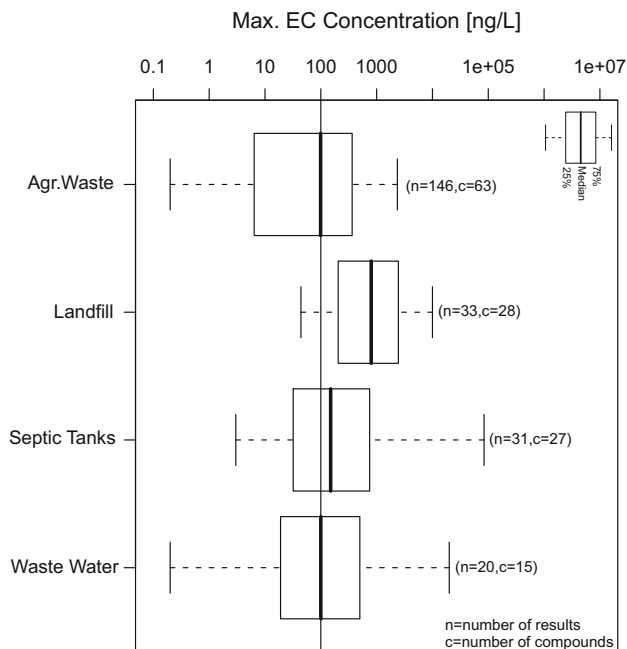 Max. EC Concentration [ng/L]
0.1 1 10 100 1000 1e+05 1e+07
25%
Median
75%
Agr.Waste
(n=146,c=63)
Landfill
(n=33,c=28)
Septic Tanks
(n=31,c=27)
Waste Water
(n=20,c=15)
n=number of results
c=number of compounds